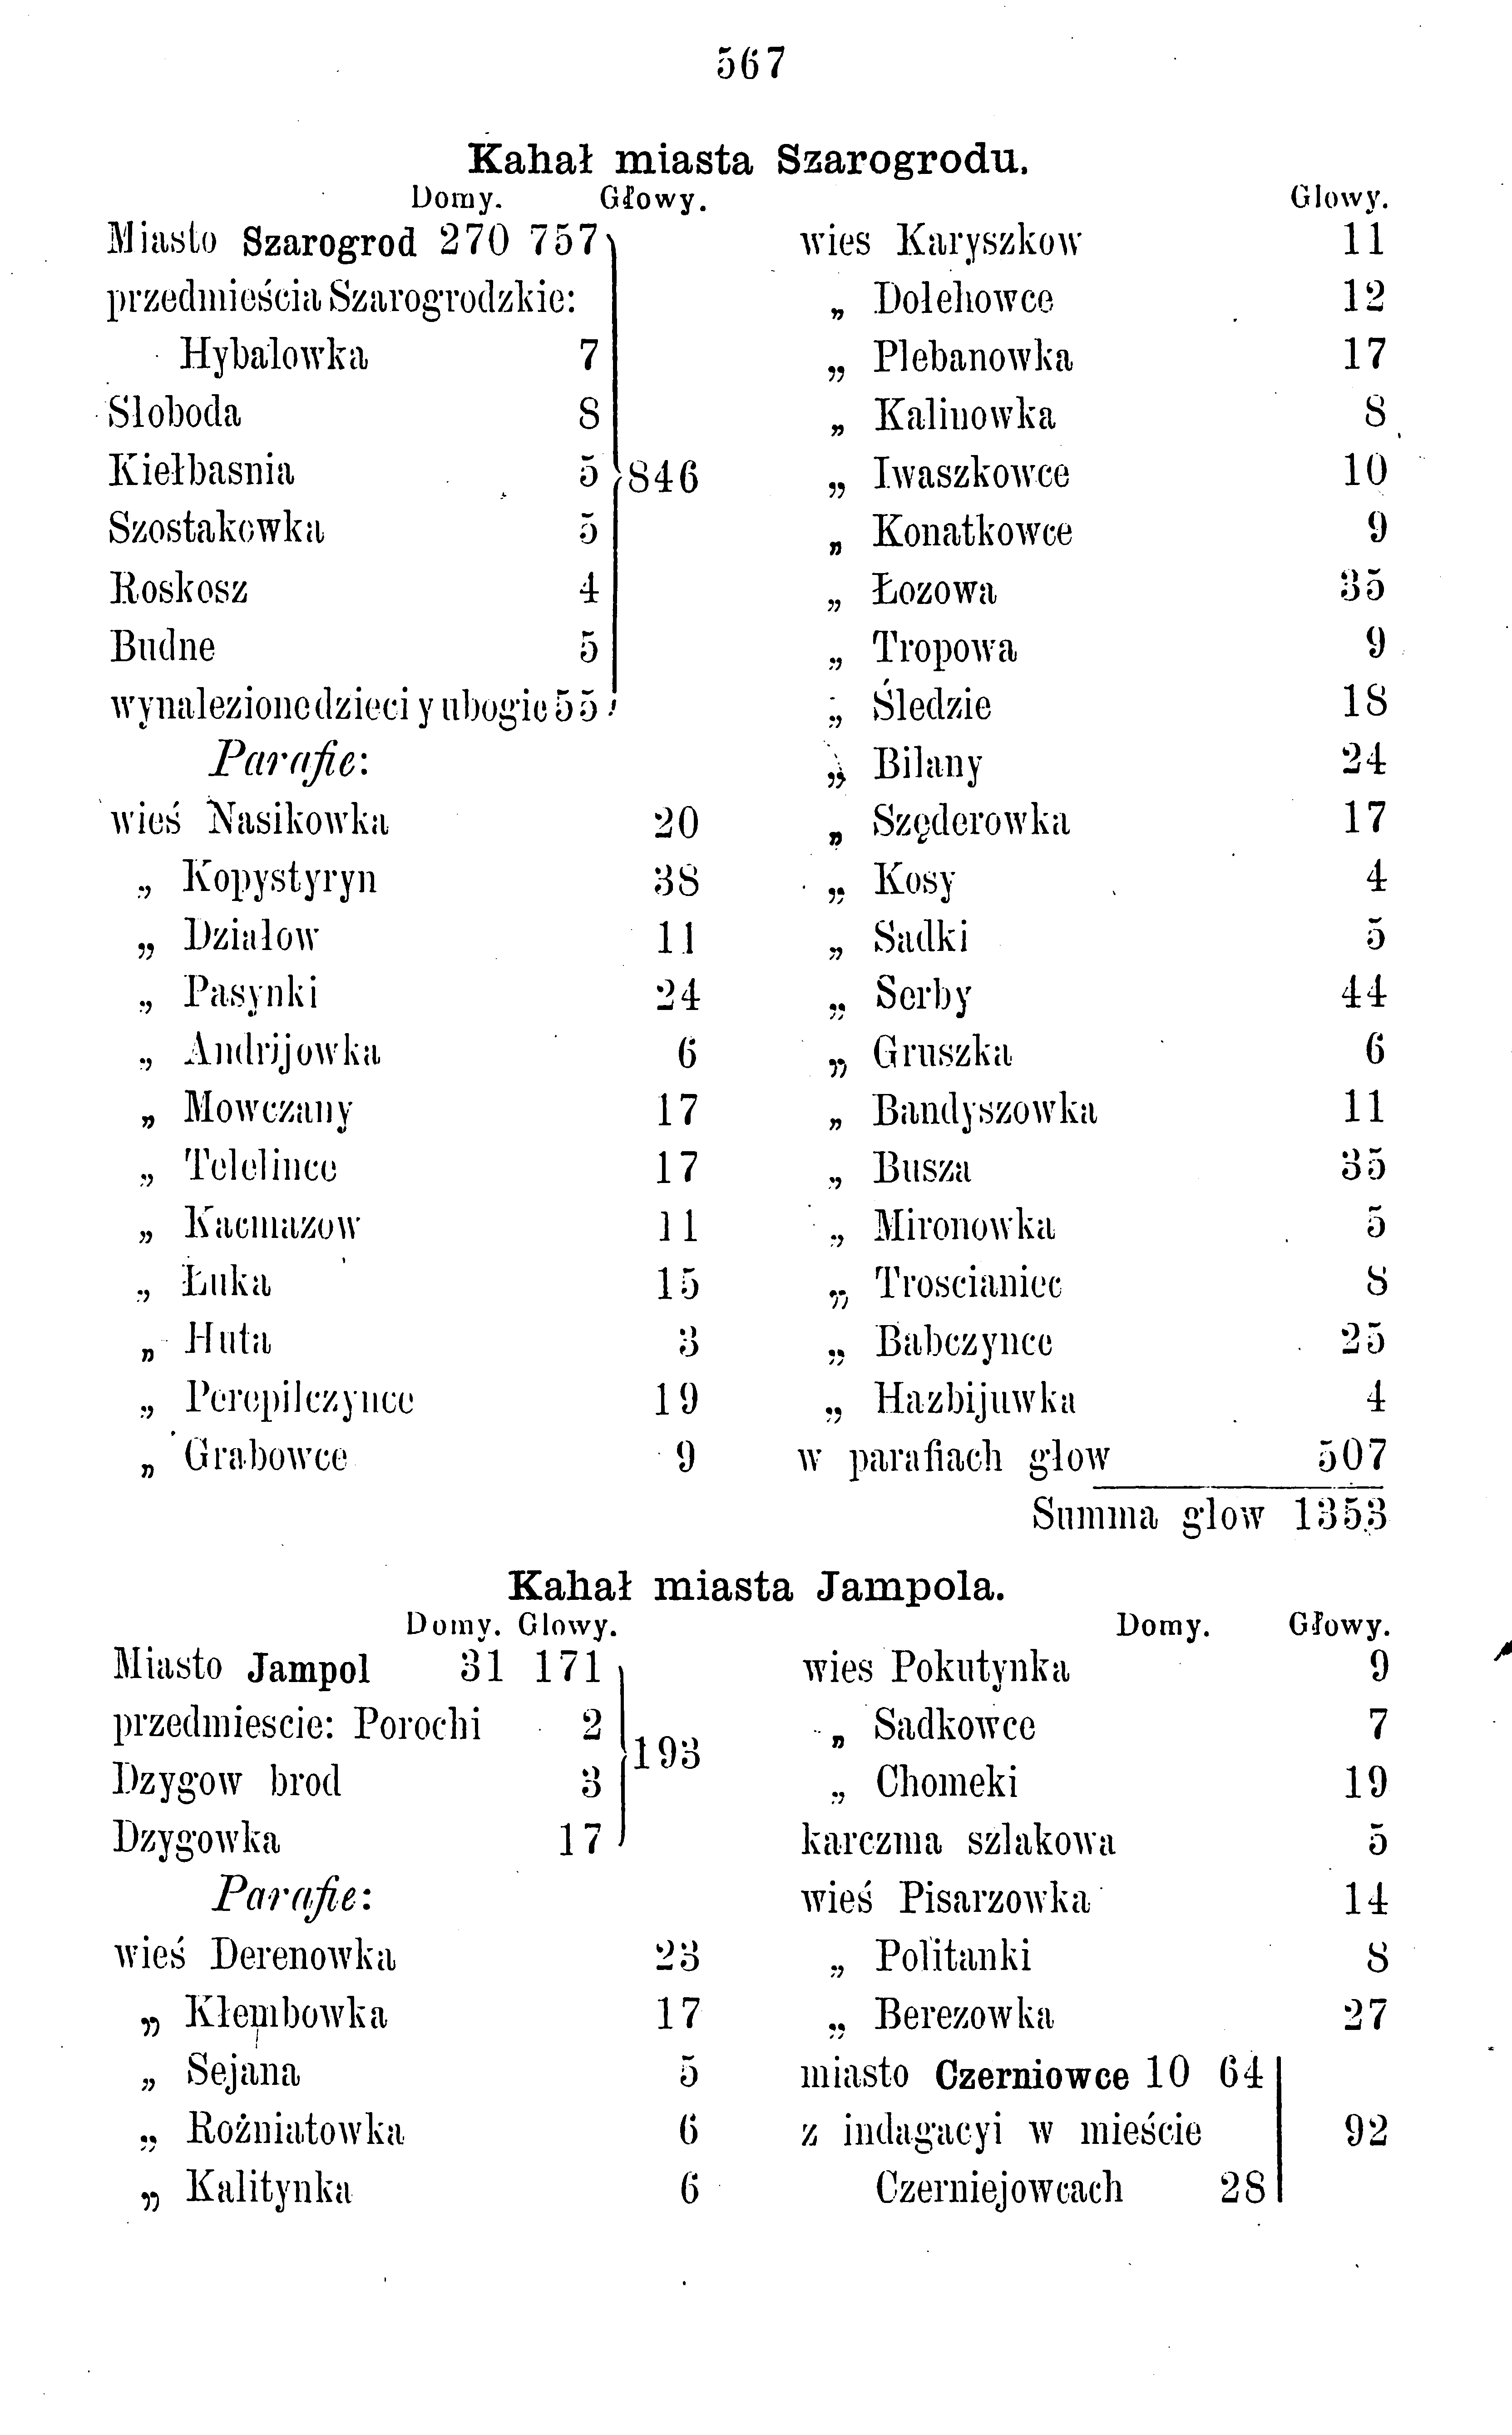 567
Kahał miasta Szarogrodu.
Domy. Głowy.
Miasto Szarogrod 270 757
przedmieścia Szarogrodzkie:
Hybalowka 7
Sloboda 8
Kiełbasnia 5
846
Szostakowka 5
Roskosz 4
Budne 5
wynalezione dzieci y ubogie 55
Parafie:
wieś Nasikowka 20
„ Kopystyryn 38
„ Działow 11
„ Pasynki 24
„ Andrijowka 6
„ Mowczany 17
„ Telelince 17
„ Kacmazow 11
„ Łuka 15
„ Huta 3
„ Perepilczynce 19
„ Grabowce 9
Glowy.
wies Karyszkow 11
„ Dolehowce 12
„ Plebanowka 17
„ Kalinowka 8
„ Iwaszkowce 10
„ Konatkowce 9
„ Łozowa 35
„ Tropowa 9
„ Śledzie 18
„ Bilany 24
„ Szęderowka 17
„ Kosy 4
„ Sadki 5
„ Serby 44
„ Gruszka 6
„ Bandyszowka 11
„ Busza 35
„ Mironowka 5
„ Troscianiec 8
„ Babczynce 25
„ Hazbijuwka 4
w parafiach głow 507
Summa glow 1353
Kahał miasta Jampola.
Domy. Glowy.
Miasto Jampol 31 171
przedmiescie: Porochi 2
193
Dzygow brod 3
Dzygowka 17
Parafie:
wieś Derenowka 23
„ Kłembowka 17
„ Sejana 5
„ Rożniatowka 6
„ Kalitynka 6
Domy. Głowy.
wies Pokutynka 9
„ Sadkowce 7
„ Chomeki 19
karczma szlakowa 5
wieś Pisarzowka 14
„ Politanki 8
„ Berezowka 27
miasto Czerniowce 10 64
z indagacyi w mieście 92
Czerniejowcach 28